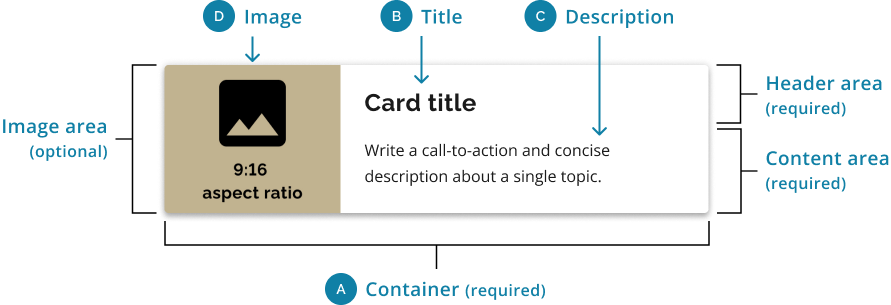 D Image
B Title
C Description
Image area
(optional)
9:16
aspect ratio
Card title
Write a call-to-action and concise
description about a single topic.
Header area
(required)
Content area
(required)
A Container (required)